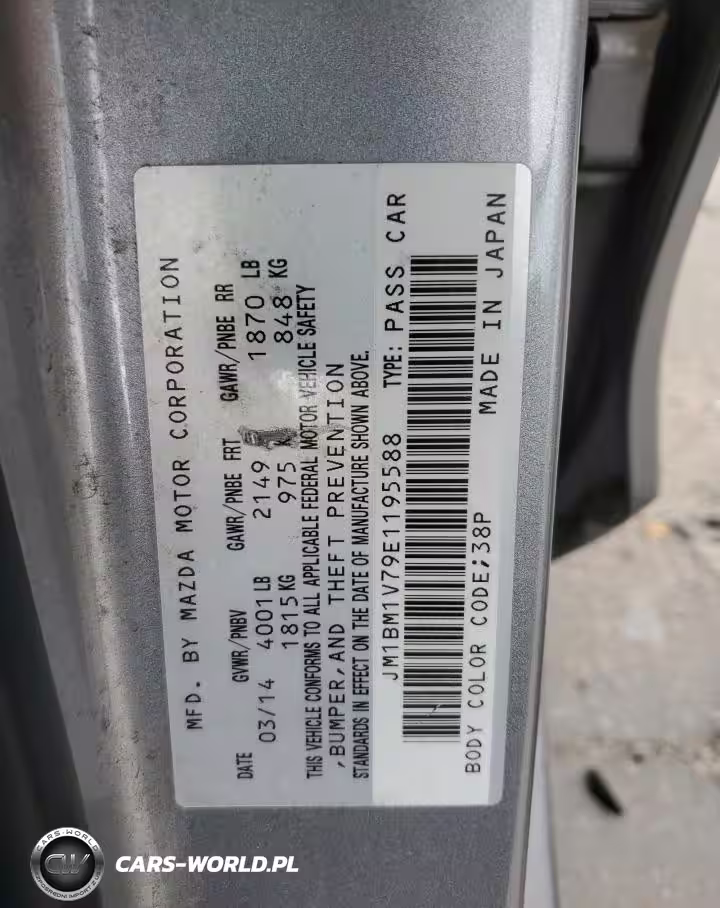 MFD. BY MAZDA MOTOR CORPORATION
DATE GVWR/PNBV GAWR/PNBE FRT GAWR/PNBE RR
03/14 4001 LB 2149 1870 LB
1815 KG 975 848 KG
THIS VEHICLE CONFORMS TO ALL APPLICABLE FEDERAL MOTOR VEHICLE SAFETY
,BUMPER,AND THEFT PREVENTION
STANDARDS IN EFFECT ON THE DATE OF MANUFACTURE SHOWN ABOVE.
JM1BM1V79E1195588 TYPE: PASS CAR
BODY COLOR CODE;38P MADE IN JAPAN
CARS-WORLD
CW
CARS-WORLD.PL